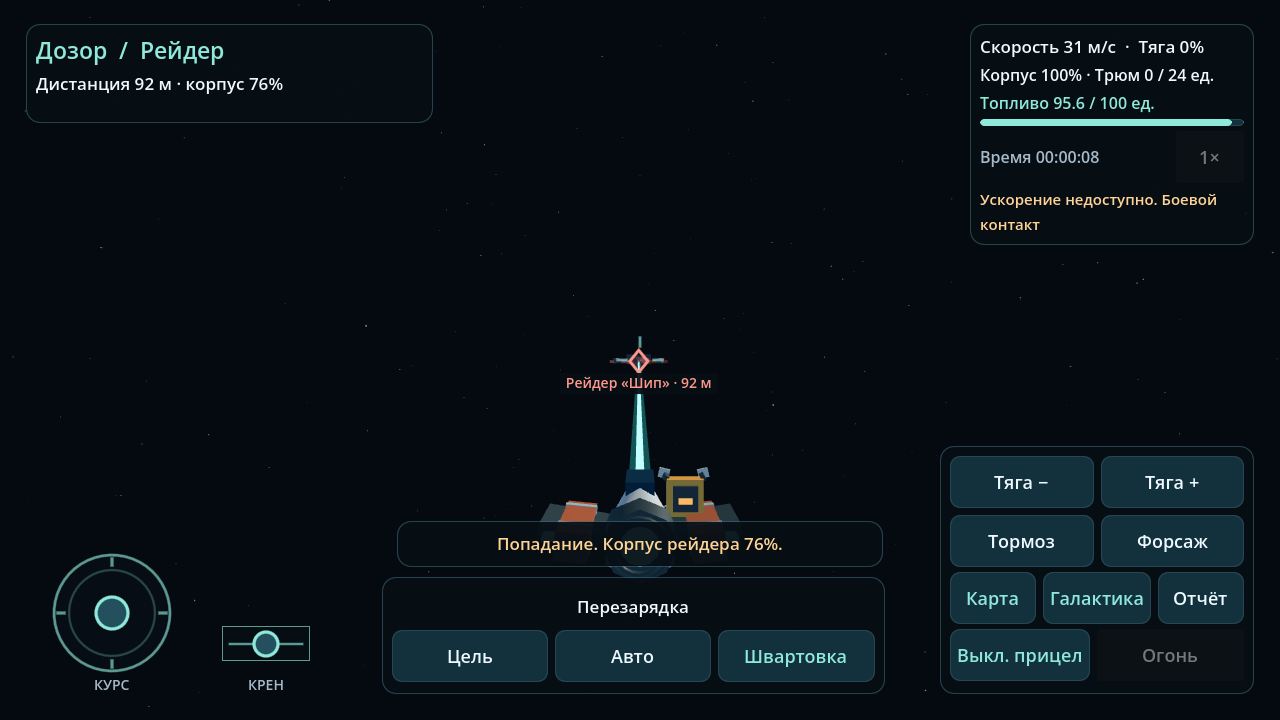 Дозор / Рейдер
Дистанция 92 м · корпус 76%
Скорость 31 м/с · Тяга 0%
Корпус 100% · Трюм 0 / 24 ед.
Топливо 95.6 / 100 ед.
Время 00:00:08
1×
Ускорение недоступно. Боевой
контакт
Рейдер «Шип» · 92 м
Попадание. Корпус рейдера 76%.
Перезарядка
Цель
Авто
Швартовка
КУРС
КРЕН
Тяга −
Тяга +
Тормоз
Форсаж
Карта
Галактика
Отчёт
Выкл. прицел
Огонь